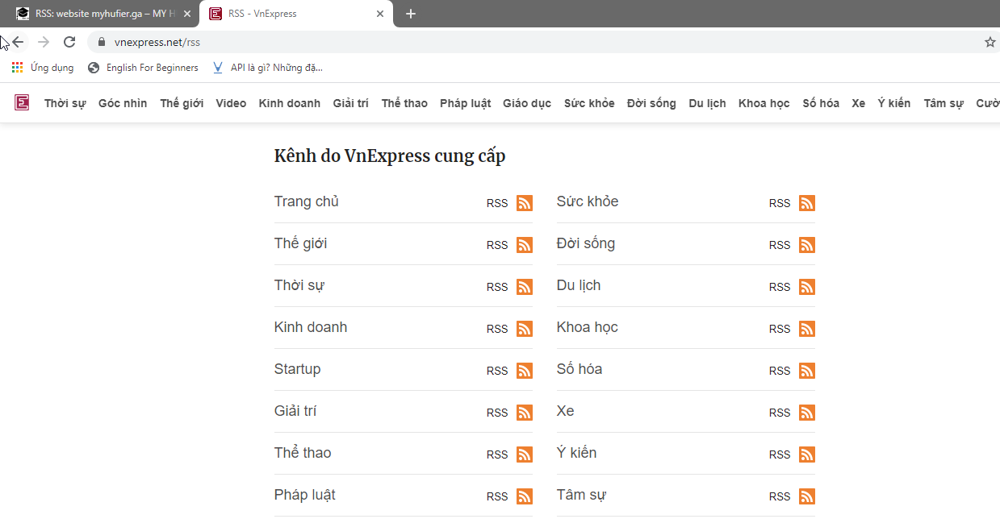 RSS: website myhufier.ga – MY H
RSS - VnExpress
vnexpress.net/rss
Ứng dụng English For Beginners API là gì? Những đặ...
Thời sự Góc nhìn Thế giới Video Kinh doanh Giải trí Thể thao Pháp luật Giáo dục Sức khỏe Đời sống Du lịch Khoa học Số hóa Xe Ý kiến Tâm sự Cườ
Kênh do VnExpress cung cấp
Trang chủ RSS Sức khỏe RSS
Thế giới RSS Đời sống RSS
Thời sự RSS Du lịch RSS
Kinh doanh RSS Khoa học RSS
Startup RSS Số hóa RSS
Giải trí RSS Xe RSS
Thể thao RSS Ý kiến RSS
Pháp luật RSS Tâm sự RSS